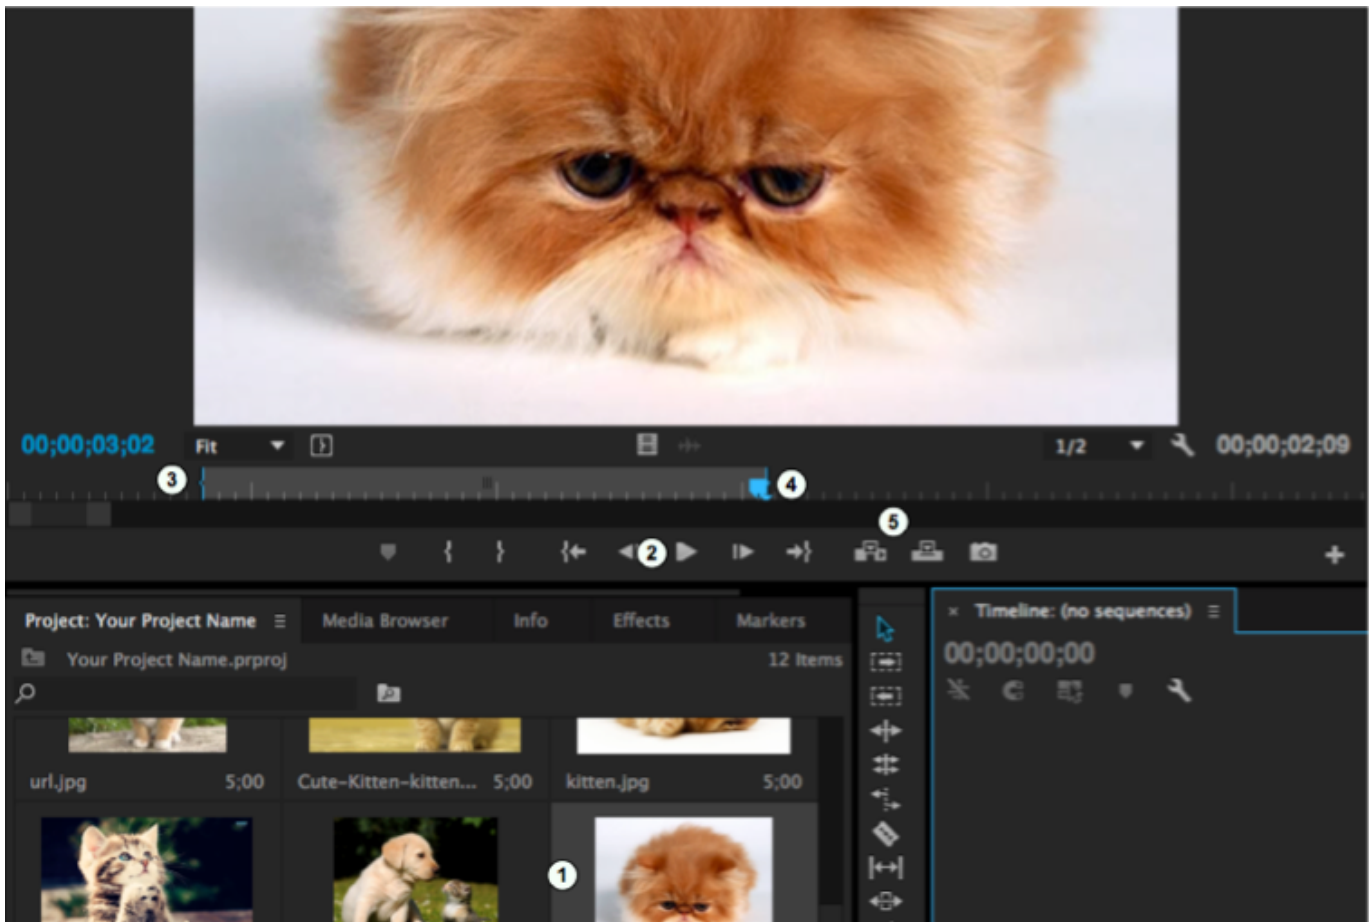 00;00;03;02 Fit 1/2 00;00;02;09
3
4
5
2
Project: Your Project Name Media Browser Info Effects Markers
× Timeline: (no sequences)
Your Project Name.prproj 12 Items
00;00;00;00
url.jpg 5;00 Cute-Kitten-kitten... 5;00 kitten.jpg 5;00
1